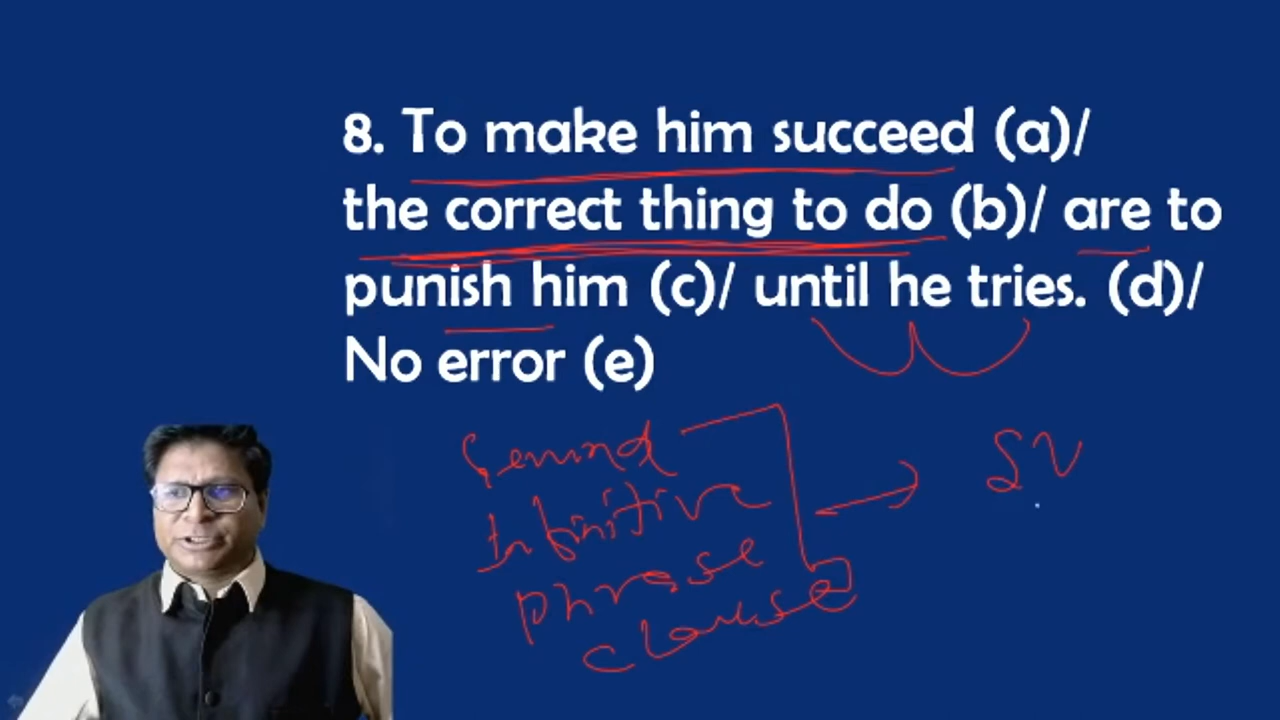 8. To make him succeed (a)/
the correct thing to do (b)/ are to
punish him (c)/ until he tries. (d)/
No error (e)
Gerund
Infinitive
phrase
clause
SV